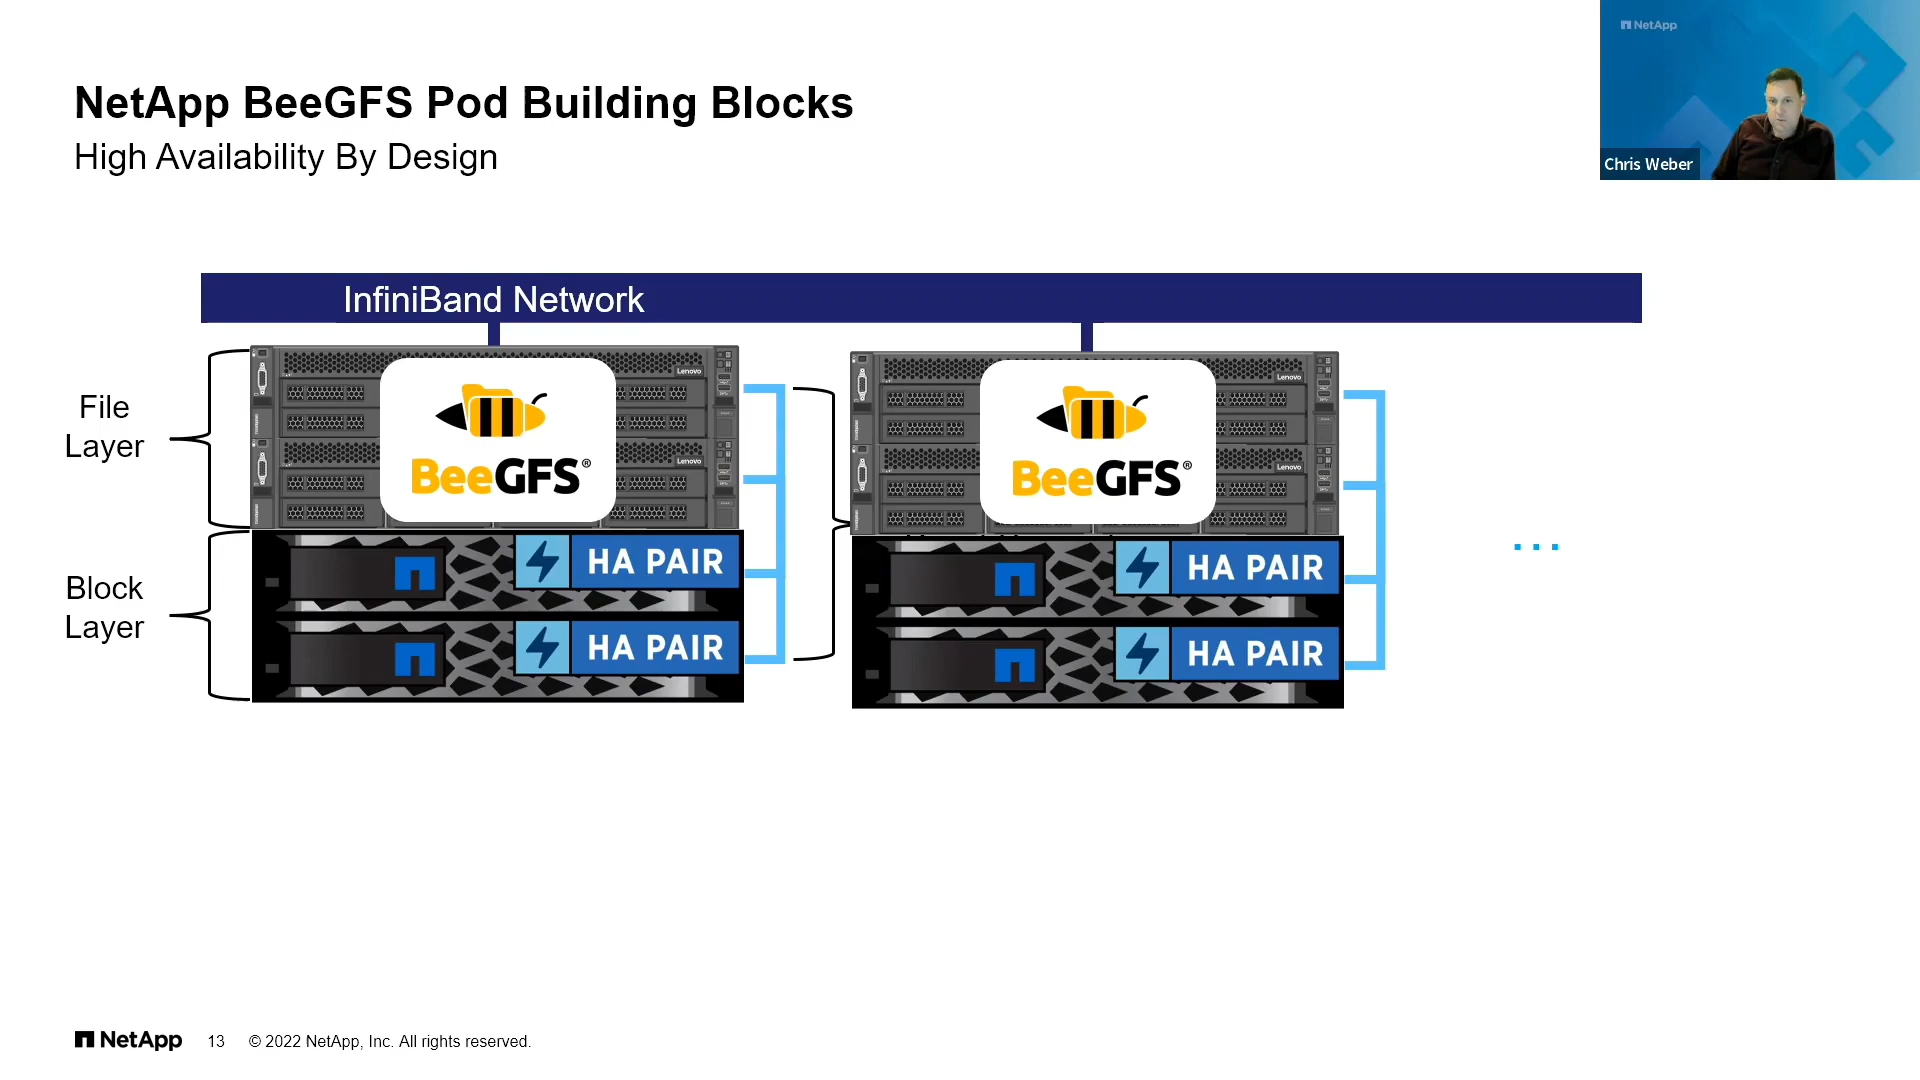 NetApp
Chris Weber
NetApp BeeGFS Pod Building Blocks
High Availability By Design
InfiniBand Network
File
Layer
Lenovo
Lenovo
BeeGFS®
Lenovo
Lenovo
BeeGFS®
Block
Layer
HA PAIR
HA PAIR
HA PAIR
HA PAIR
...
NetApp 13 © 2022 NetApp, Inc. All rights reserved.